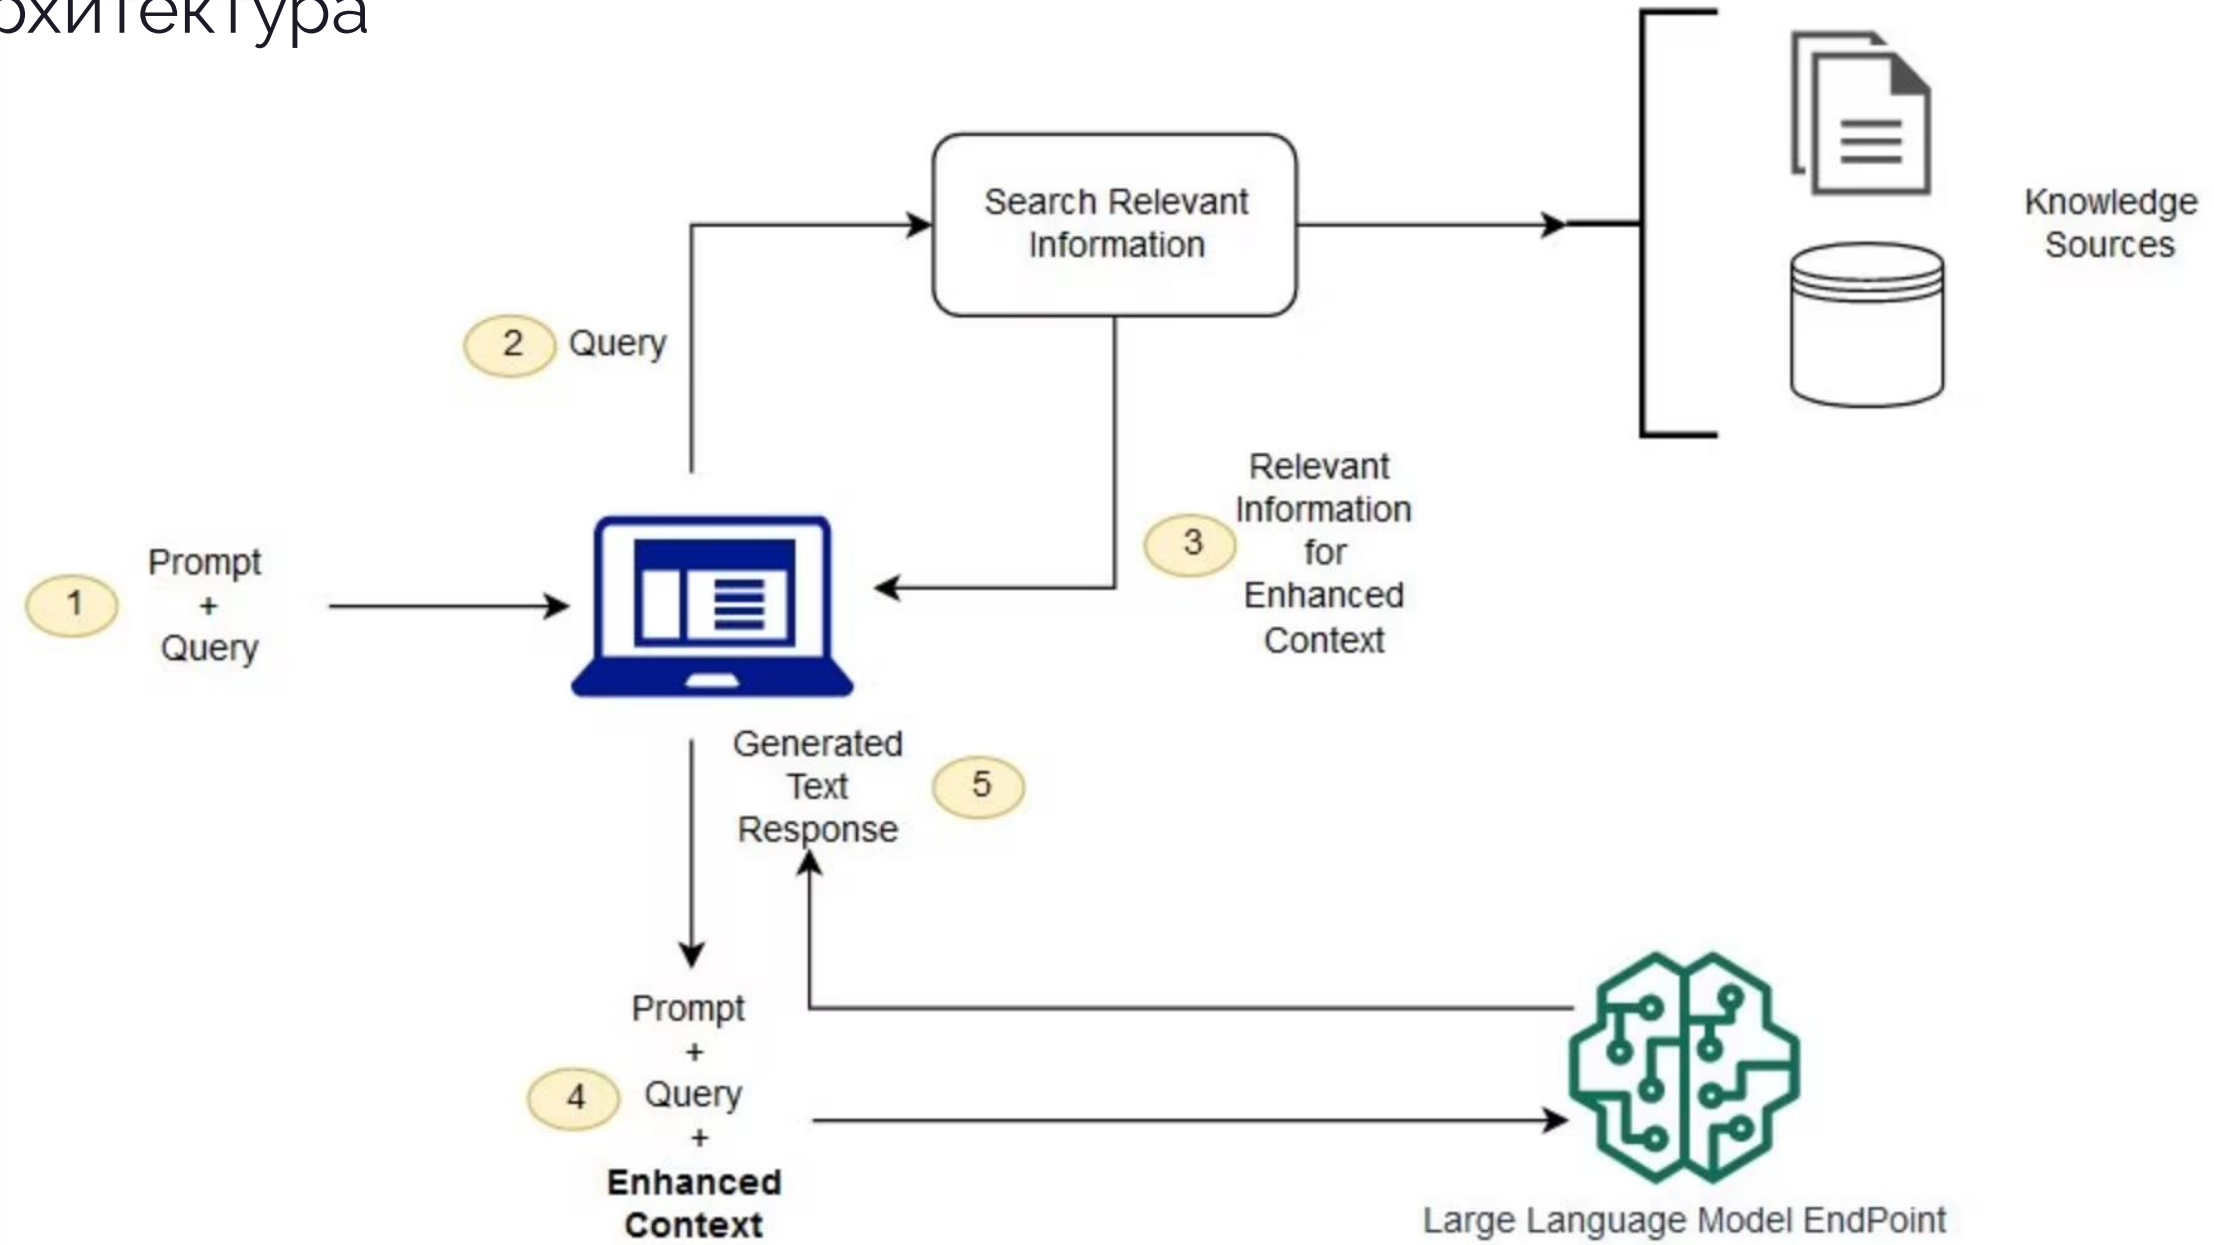 рхитектура
Search Relevant
Information
Knowledge
Sources
2
Query
Relevant
Information
for
Enhanced
Context
3
1
Prompt
+
Query
Generated
Text
Response
5
Prompt
+
Query
+
Enhanced
Context
4
Large Language Model EndPoint